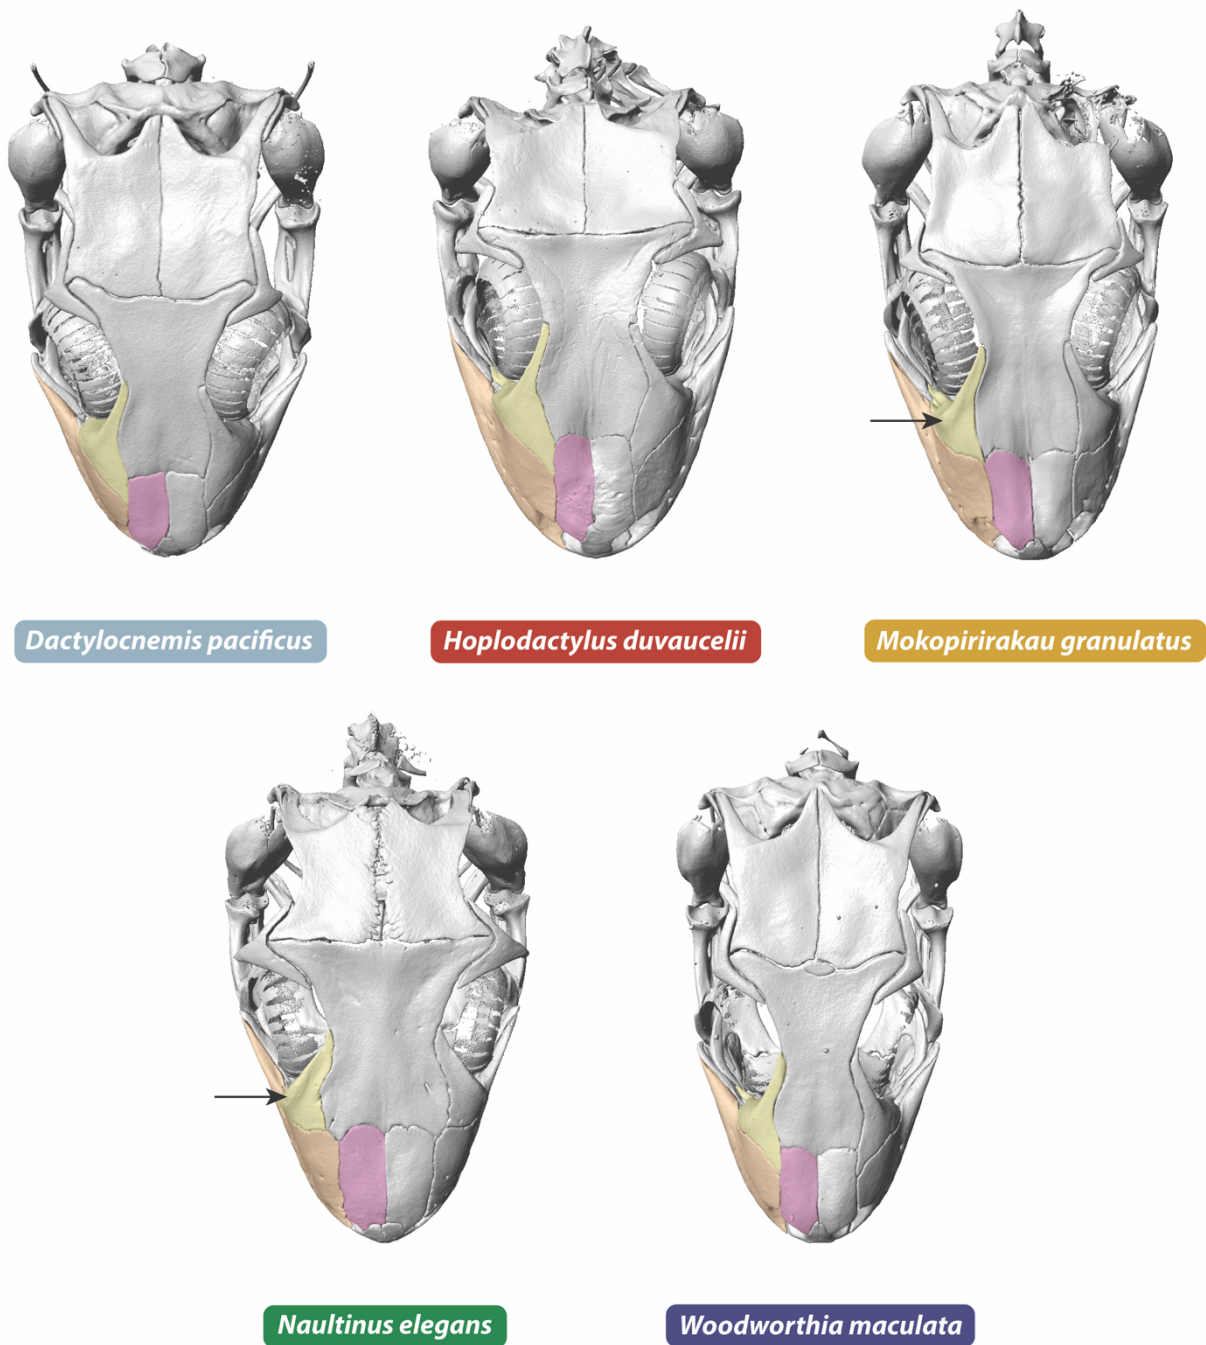 Dactylocnemis pacificus
Hoplodactylus duvaucelii
Mokopirirakau granulatus
Naultinus elegans
Woodworthia maculata